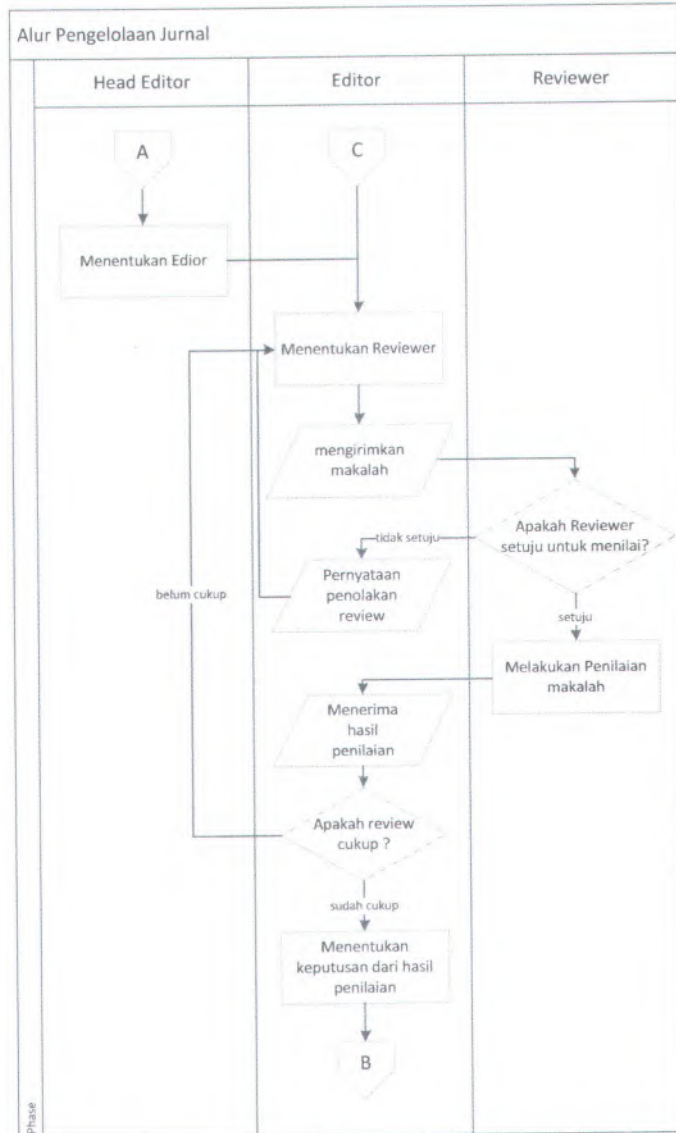 Alur Pengelolaan Jurnal
Head Editor
Editor
Reviewer
A
C
Menentukan Edior
Menentukan Reviewer
mengirimkan
makalah
Apakah Reviewer
setuju untuk menilai?
tidak setuju
Pernyataan
penolakan
review
belum cukup
setuju
Melakukan Penilaian
makalah
Menerima
hasil
penilaian
Apakah review
cukup ?
sudah cukup
Menentukan
keputusan dari hasil
penilaian
B
Phase